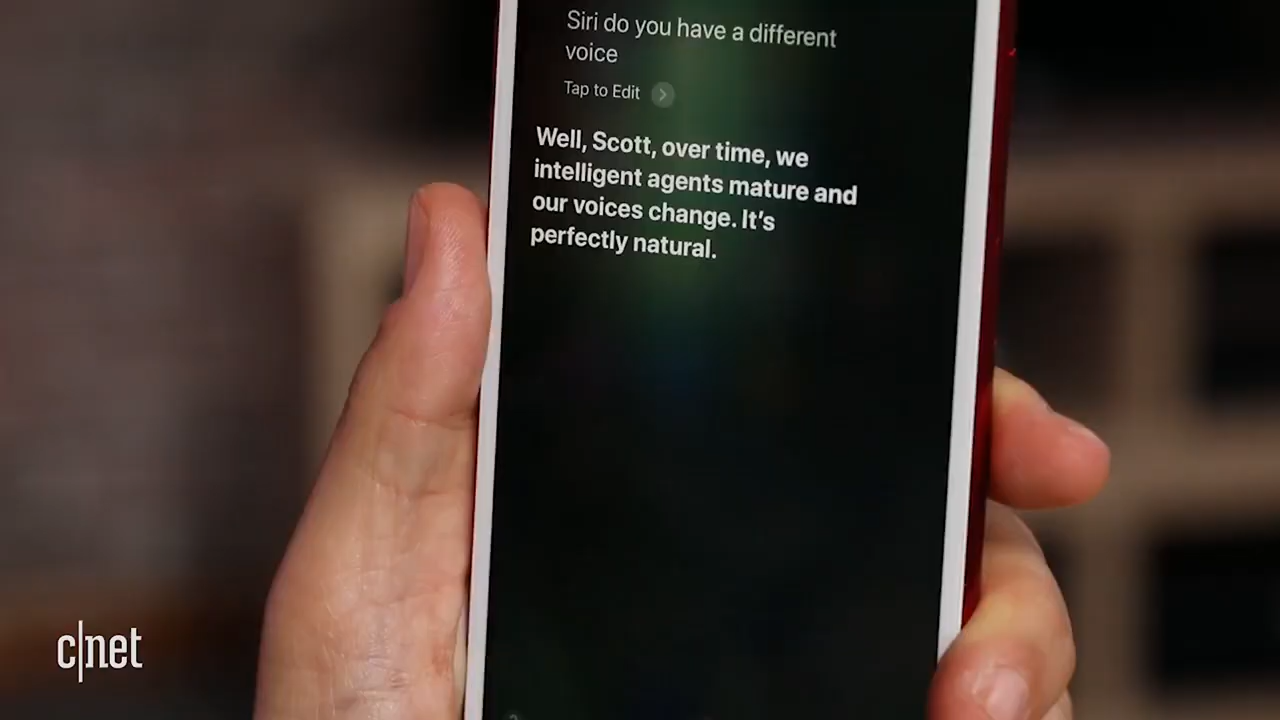 Siri do you have a different
voice
Tap to Edit
Well, Scott, over time, we
intelligent agents mature and
our voices change. It's
perfectly natural.
c|net